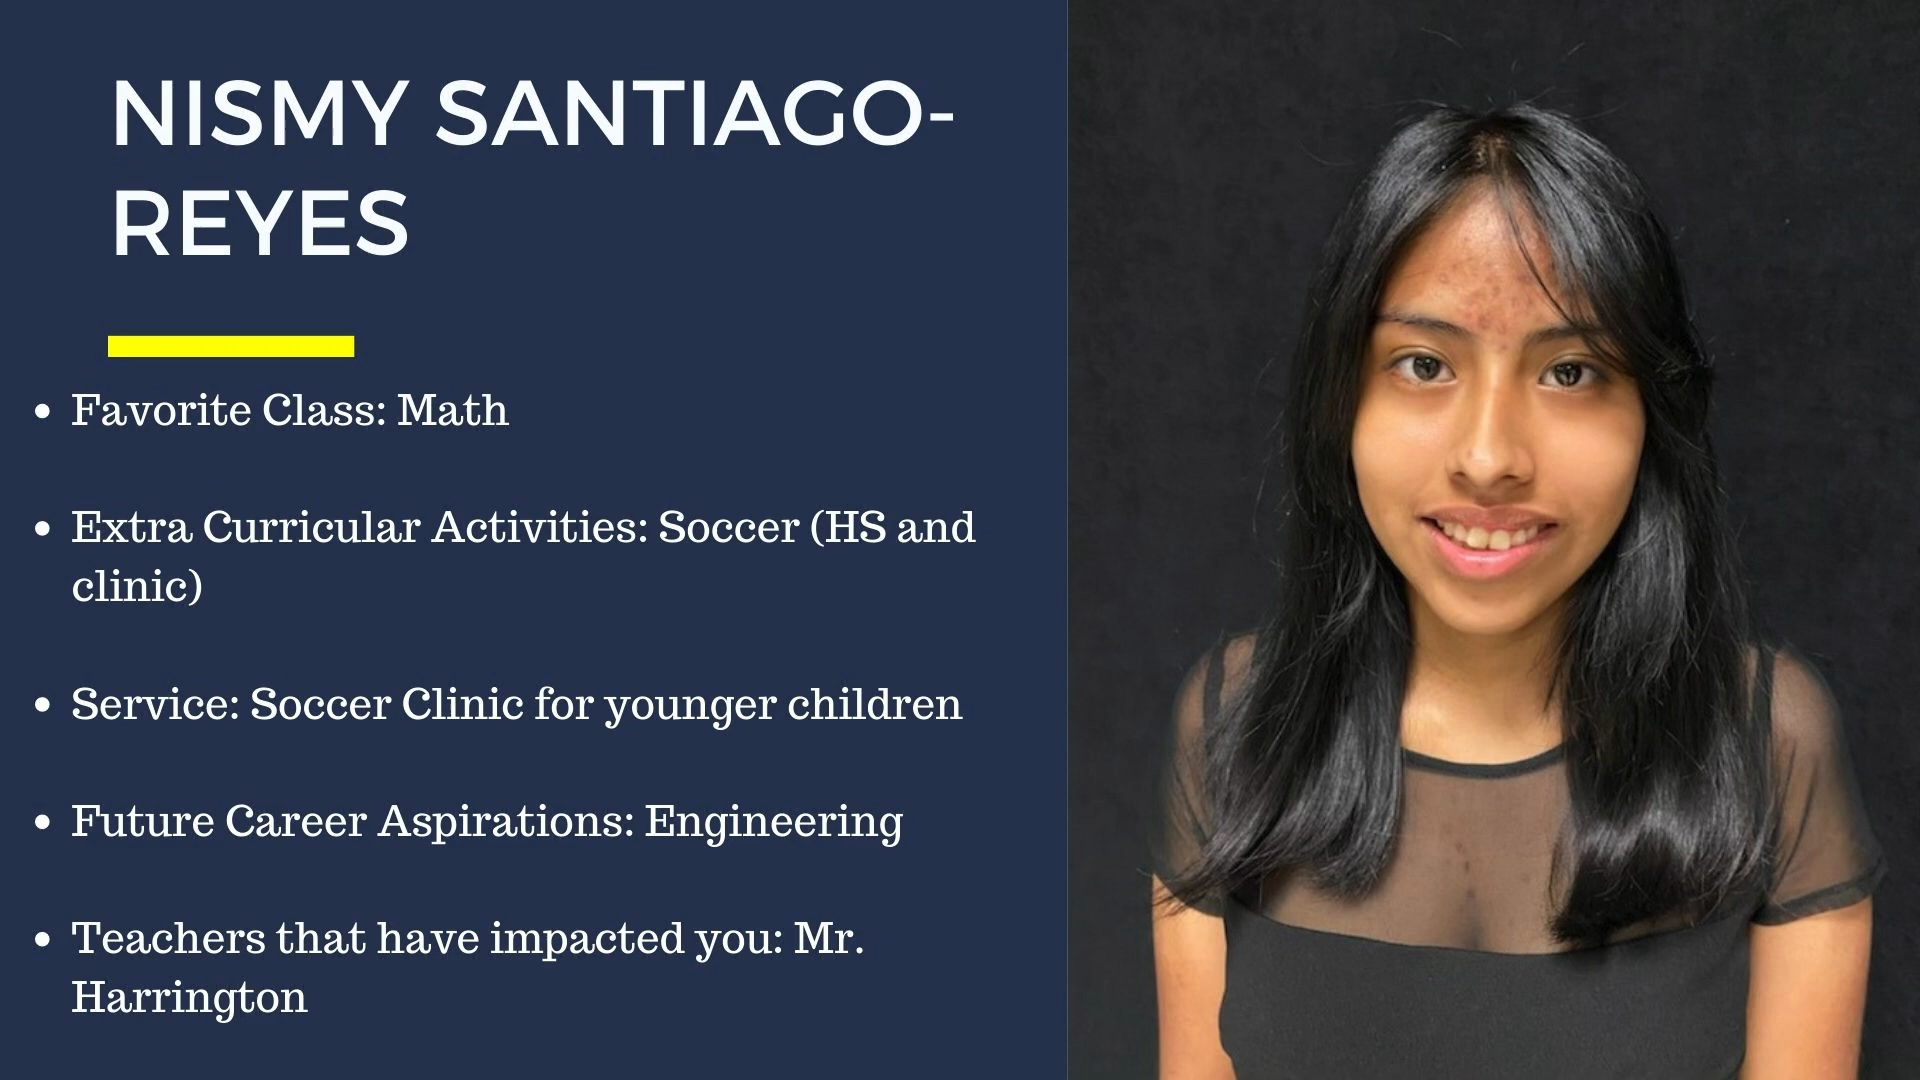 NISMY SANTIAGO-
REYES
• Favorite Class: Math
• Extra Curricular Activities: Soccer (HS and
clinic)
• Service: Soccer Clinic for younger children
• Future Career Aspirations: Engineering
• Teachers that have impacted you: Mr.
Harrington